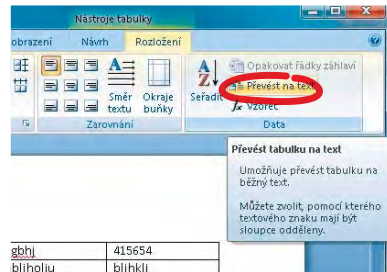 Nástroje tabulky
obrazení Návrh Rozložení
Směr textu
Okraje buňky
Seřadit
Opakovat řádky záhlaví
Převést na text
fx Vzorec
Zarovnání
Data
Převést tabulku na text
Umožňuje převést tabulku na
běžný text.
Můžete zvolit, pomocí kterého
textového znaku mají být
sloupce odděleny.
gbhj 415654
bliholiu blihkli